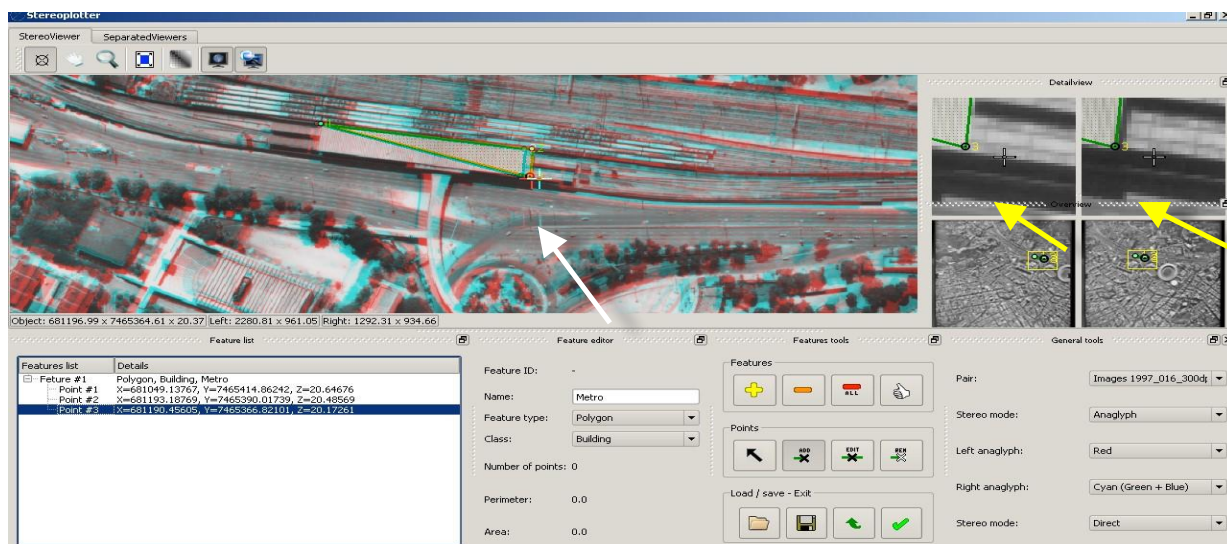 Stereoplotter
StereoViewer SeparatedViewers
Detailview
3 3
Overview
Object: 681196.99 x 7465364.61 x 20.37 Left: 2280.81 x 961.05 Right: 1292.31 x 934.66
Feature list Feature editor Features tools General tools
Features list Details
Feture #1 Polygon, Building, Metro
Point #1 X=681049.13767, Y=7465414.86242, Z=20.64676
Point #2 X=681193.18769, Y=7465390.01739, Z=20.48569
Point #3 X=681190.45605, Y=7465366.82101, Z=20.17261
Feature ID: -
Name: Metro
Feature type: Polygon
Class: Building
Number of points: 0
Perimeter: 0.0
Area: 0.0
Features
ALL
Points
ADD EDIT REM
Load / save - Exit
Pair: Images 1997_016_300d
Stereo mode: Anaglyph
Left anaglyph: Red
Right anaglyph: Cyan (Green + Blue)
Stereo mode: Direct